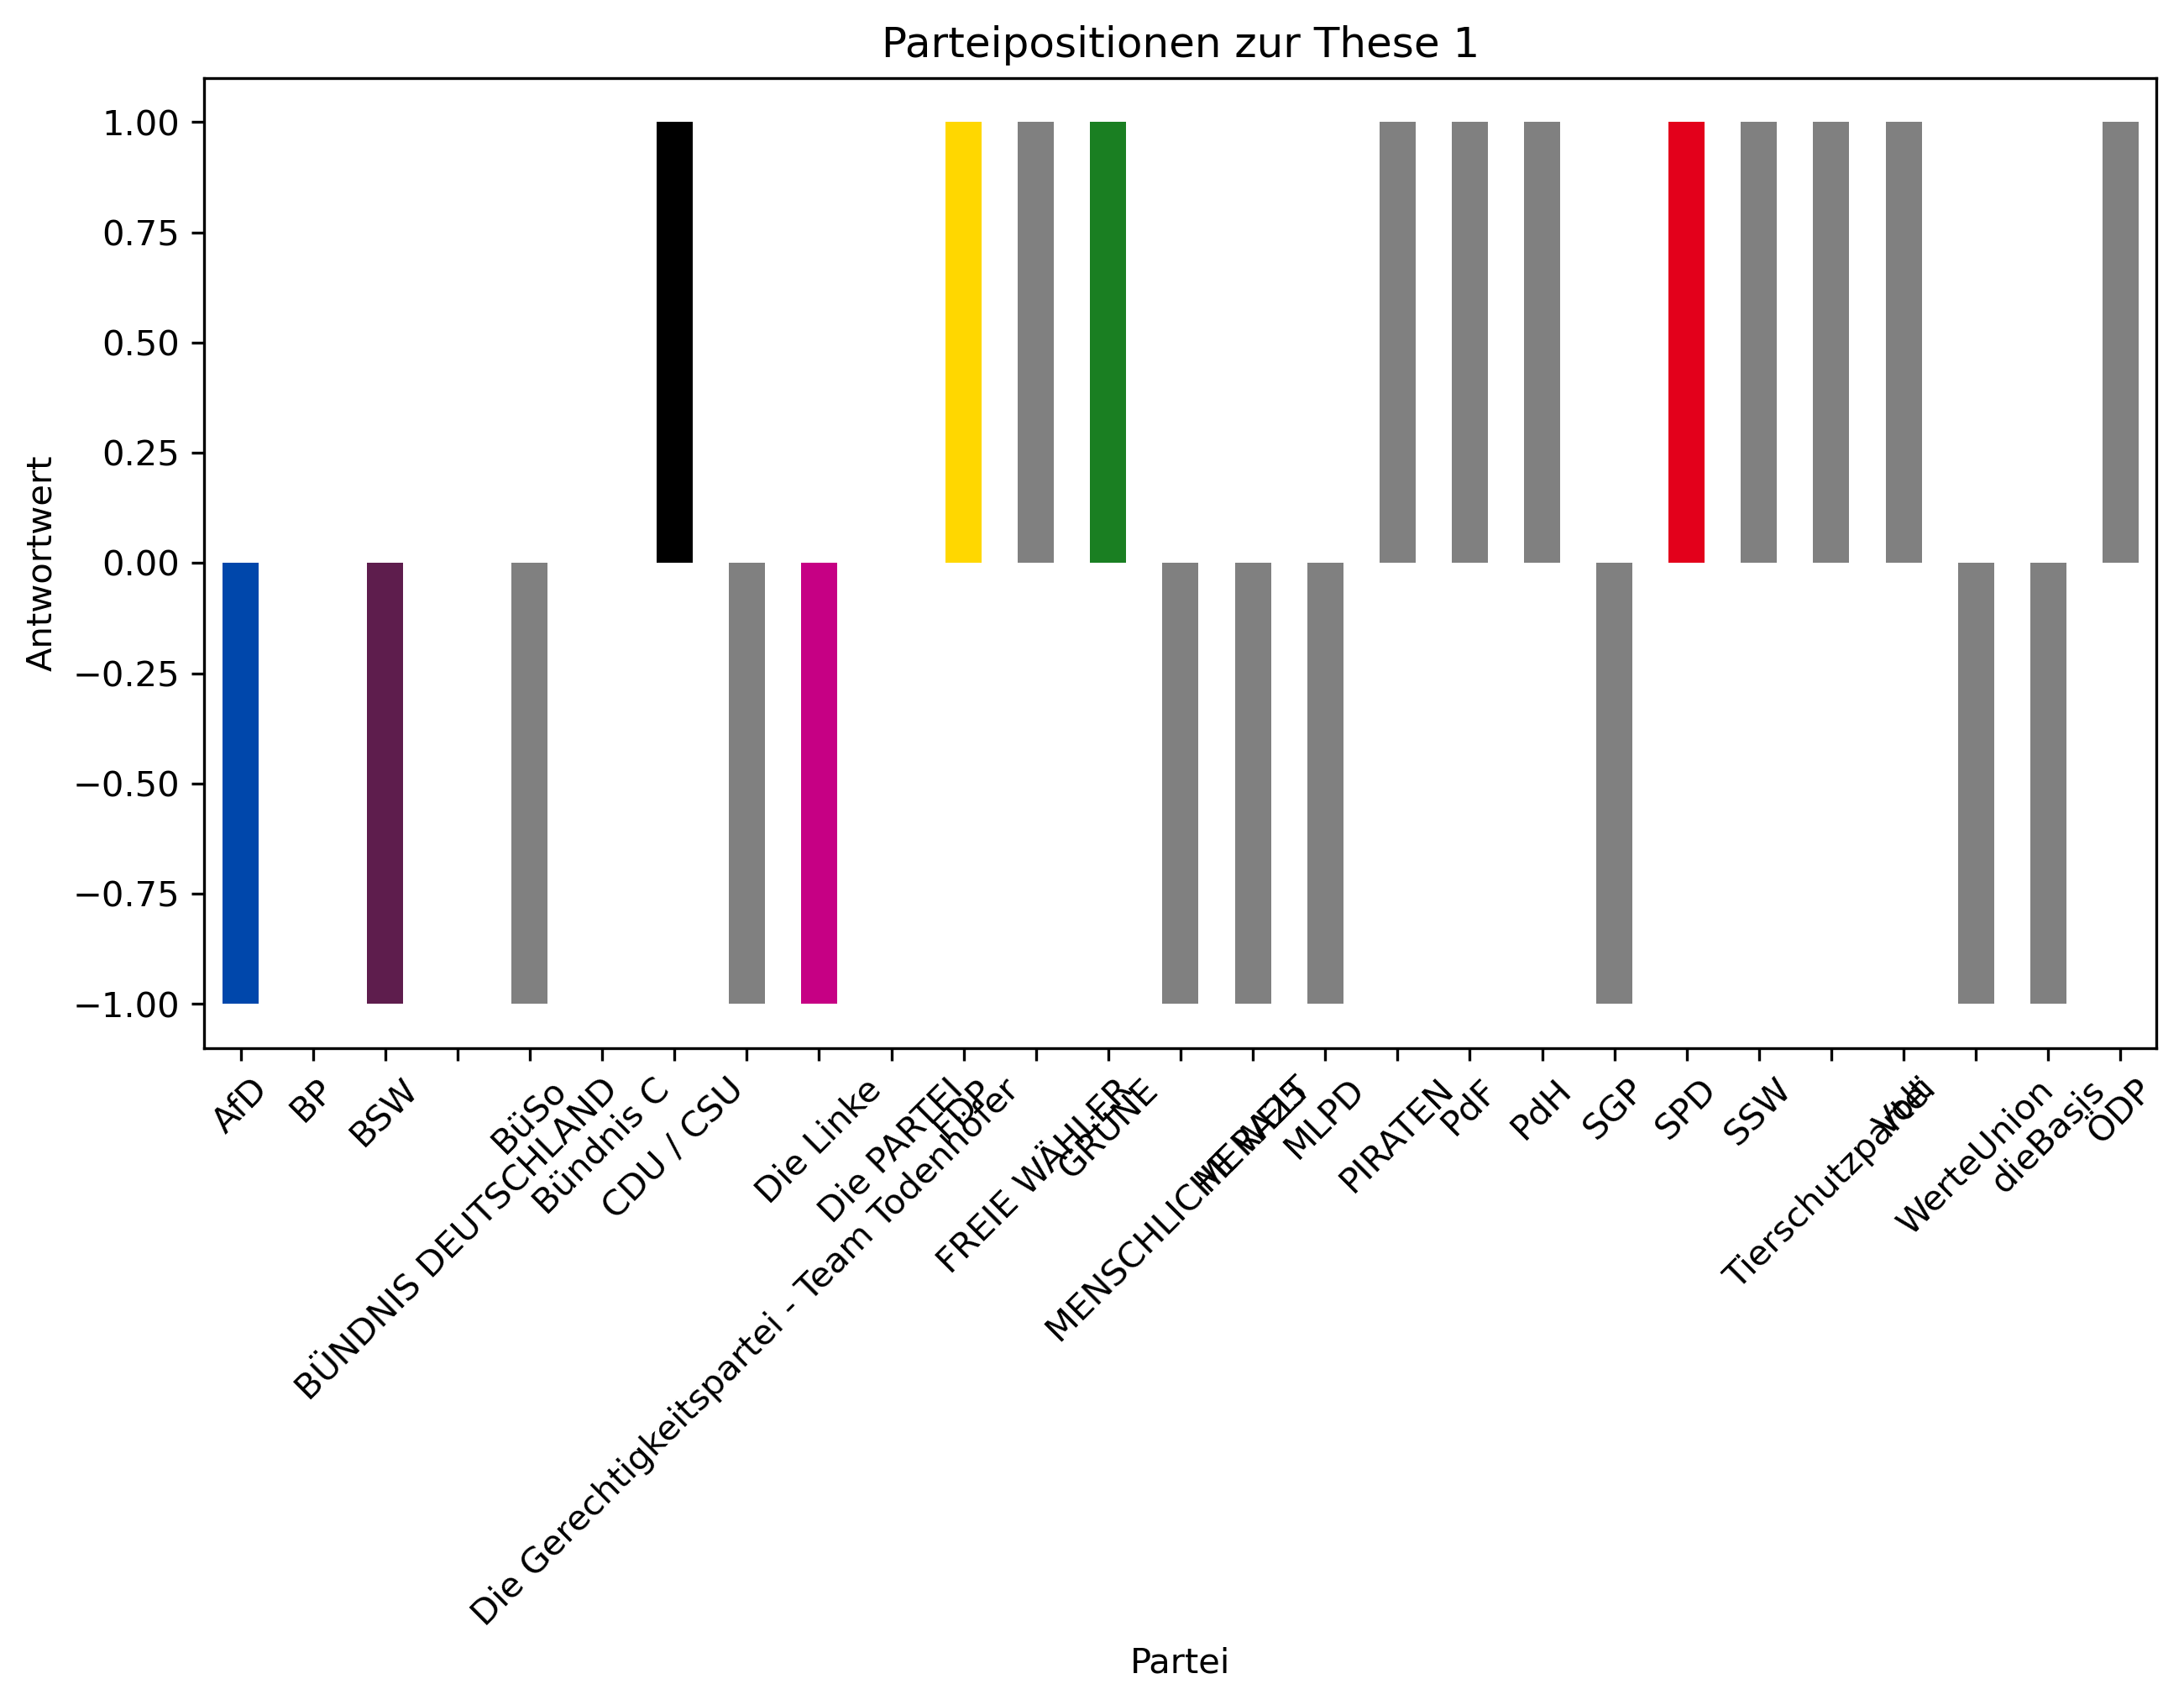 Parteipositionen zur These 1
Antwortwert
1.00
0.75
0.50
0.25
0.00
−0.25
−0.50
−0.75
−1.00
AfD
BP
BSW
BÜNDNIS DEUTSCHLAND
BüSo
Bündnis C
CDU / CSU
Die Gerechtigkeitspartei - Team Todenhöfer
Die Linke
Die PARTEI
FDP
FREIE WÄHLER
GRÜNE
MENSCHLICHE WELT
MERA25
MLPD
PIRATEN
PdF
PdH
SGP
SPD
SSW
Tierschutzpartei
Volt
WerteUnion
dieBasis
ÖDP
Partei